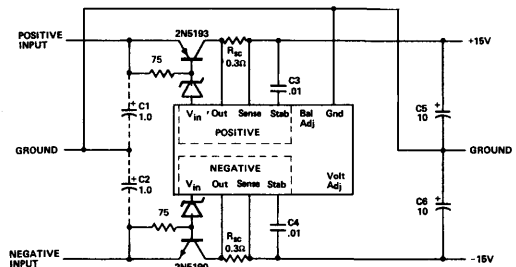 2N5193
POSITIVE
INPUT
RSC
0.3Ω
+15V
75
C3
.01
+
C1
1.0
Vin
Out
Sense
Stab
Bal
Adj
Gnd
POSITIVE
+
C5
10
GROUND
GROUND
NEGATIVE
+
C2
1.0
Vin
Out
Sense
Stab
Volt
Adj
+
C6
10
75
C4
.01
RSC
0.3Ω
NEGATIVE
INPUT
2N5190
-15V